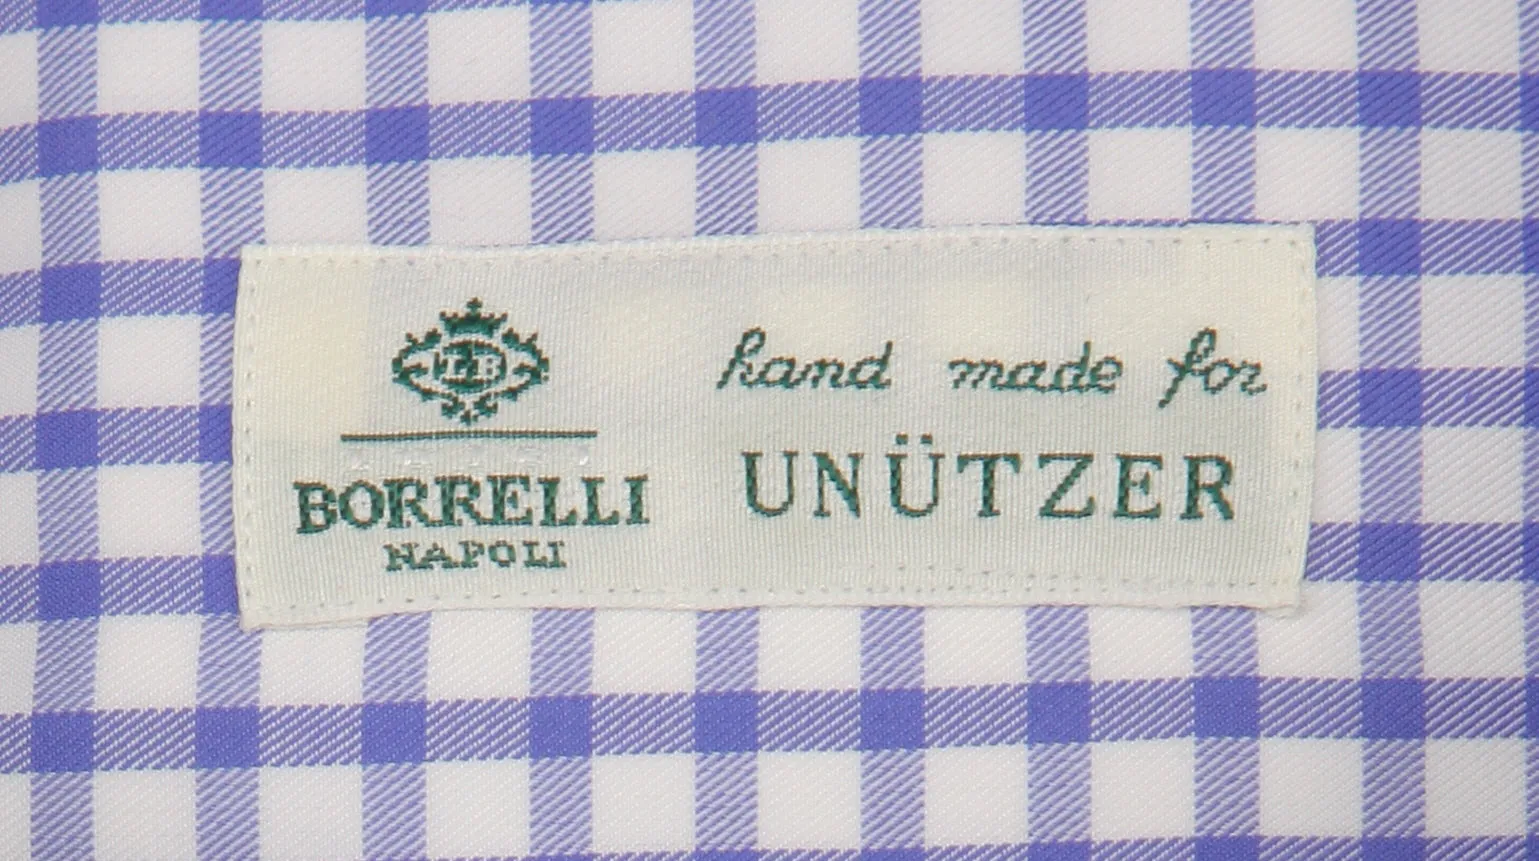 LB
BORRELLI
NAPOLI
hand made for
UNÜTZER